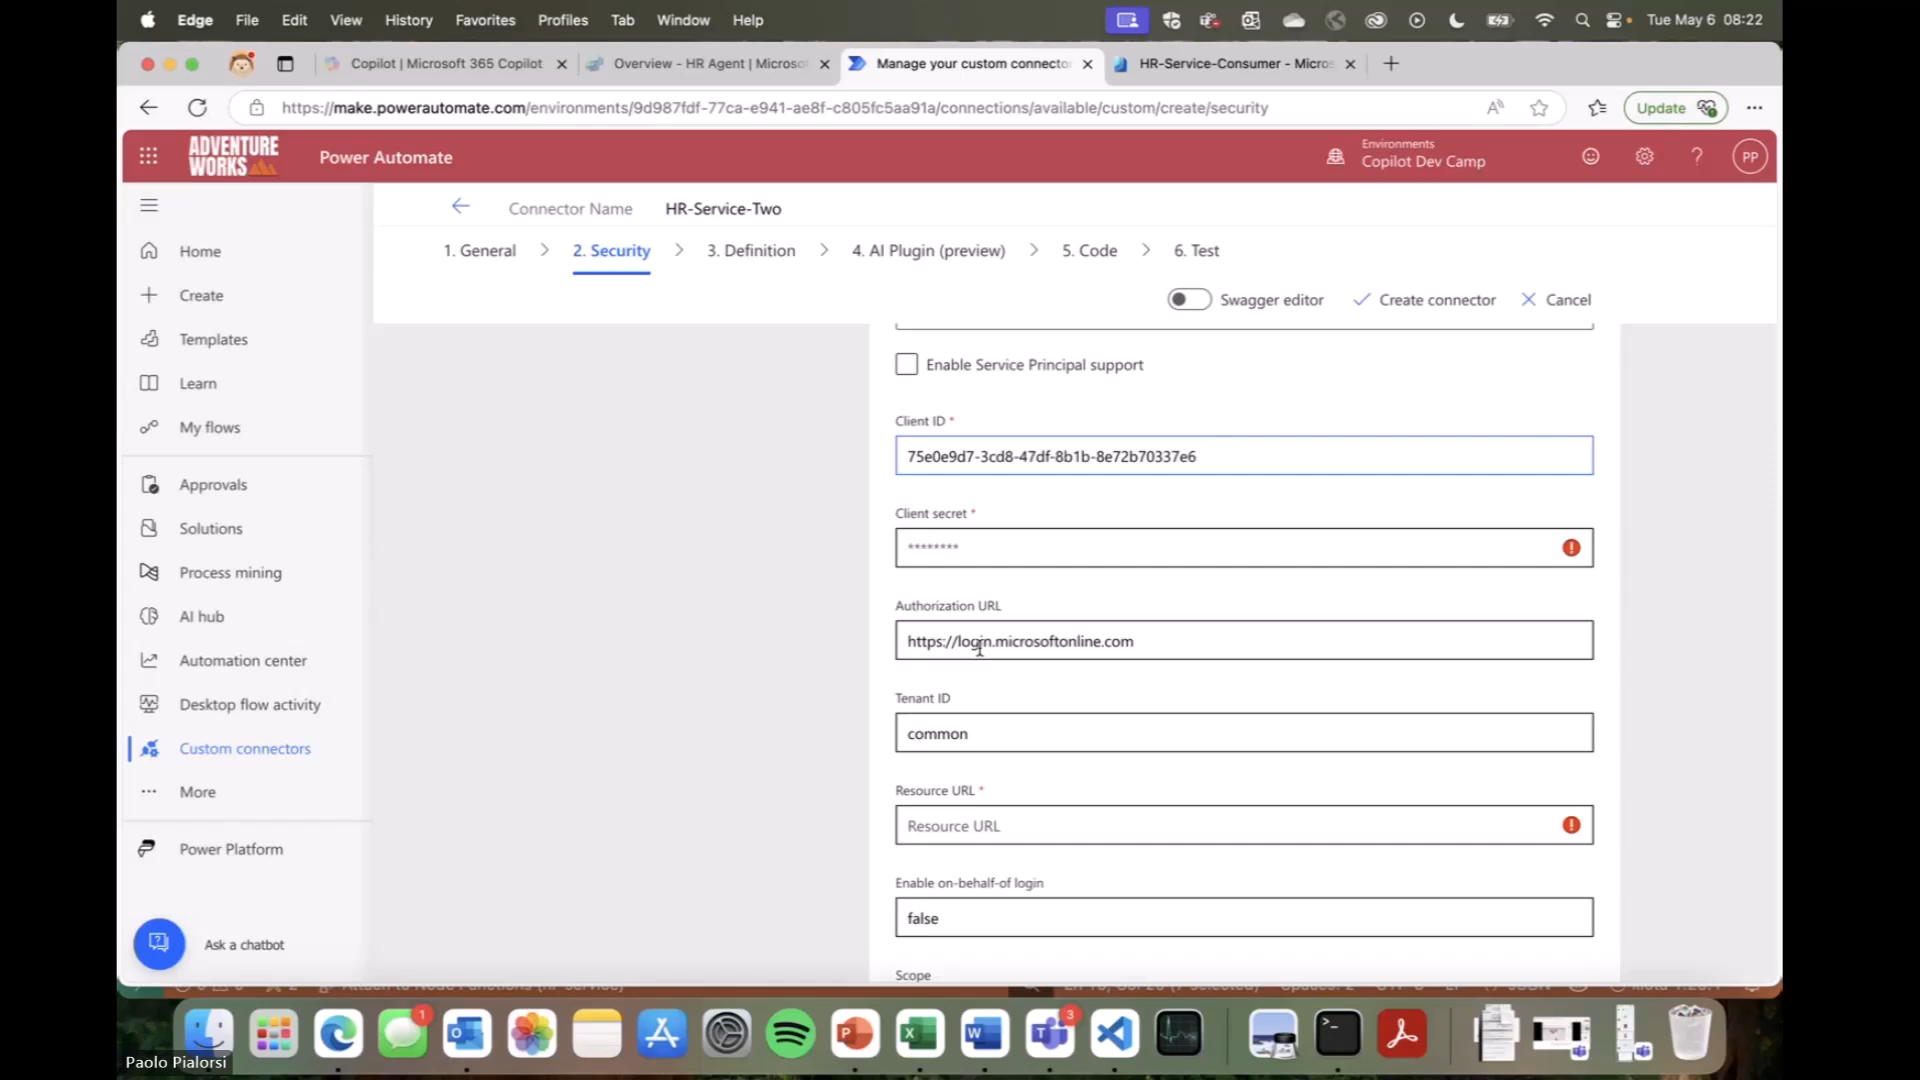 Edge File Edit View History Favorites Profiles Tab Window Help Tue May 6 08:22
Copilot | Microsoft 365 Copilot
Overview - HR Agent | Microso
Manage your custom connecto
HR-Service-Consumer - Micros
https://make.powerautomate.com/environments/9d987fdf-77ca-e941-ae8f-c805fc5aa91a/connections/available/custom/create/security
Update
ADVENTURE
WORKS
Power Automate
Environments
Copilot Dev Camp
PP
Connector Name HR-Service-Two
1. General 2. Security 3. Definition 4. AI Plugin (preview) 5. Code 6. Test
Swagger editor Create connector Cancel
Home
Create
Templates
Learn
My flows
Approvals
Solutions
Process mining
AI hub
Automation center
Desktop flow activity
Custom connectors
More
Power Platform
Ask a chatbot
Enable Service Principal support
Client ID *
75e0e9d7-3cd8-47df-8b1b-8e72b70337e6
Client secret *
********
Authorization URL
https://login.microsoftonline.com
Tenant ID
common
Resource URL *
Resource URL
Enable on-behalf-of login
false
Scope
1
3
Paolo Pialorsi